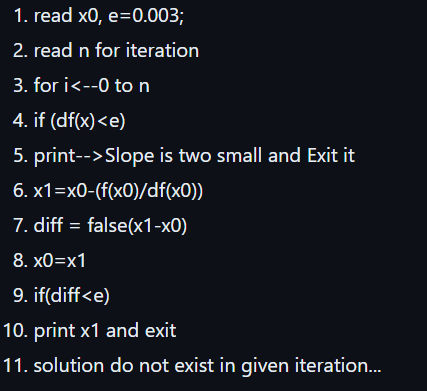 1. read x0, e=0.003;
2. read n for iteration
3. for i<--0 to n
4. if (df(x)<e)
5. print-->Slope is two small and Exit it
6. x1=x0-(f(x0)/df(x0))
7. diff = false(x1-x0)
8. x0=x1
9. if(diff<e)
10. print x1 and exit
11. solution do not exist in given iteration...